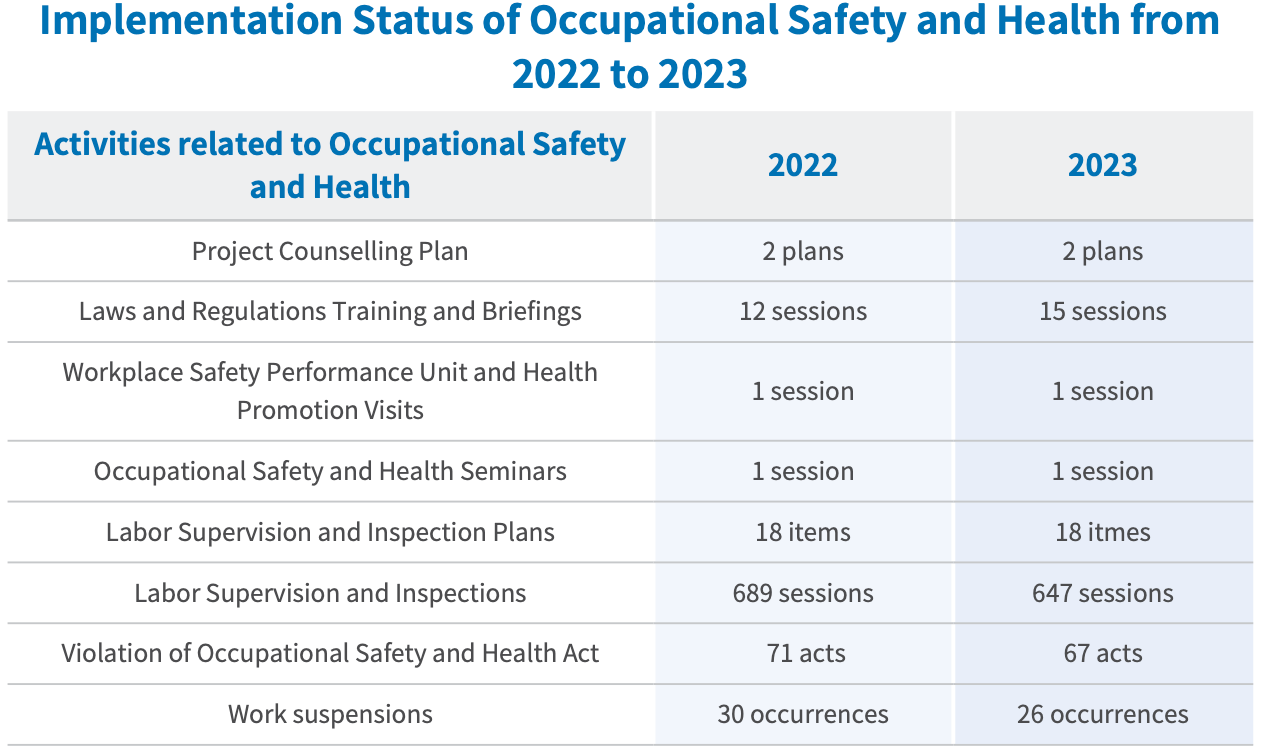 Implementation Status of Occupational Safety and Health from
2022 to 2023
Activities related to Occupational Safety
and Health
2022
2023
Project Counselling Plan
2 plans
2 plans
Laws and Regulations Training and Briefings
12 sessions
15 sessions
Workplace Safety Performance Unit and Health
Promotion Visits
1 session
1 session
Occupational Safety and Health Seminars
1 session
1 session
Labor Supervision and Inspection Plans
18 items
18 itmes
Labor Supervision and Inspections
689 sessions
647 sessions
Violation of Occupational Safety and Health Act
71 acts
67 acts
Work suspensions
30 occurrences
26 occurrences